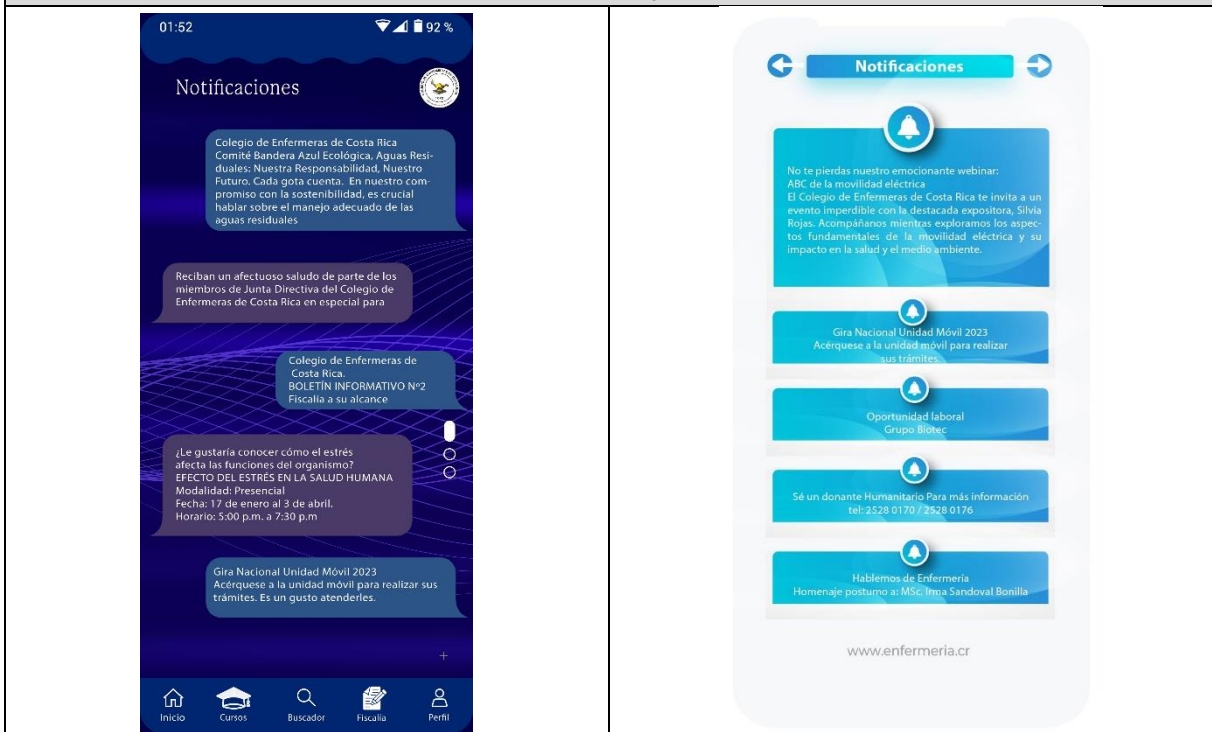 01:52
92 %
Notificaciones
Colegio de Enfermeras de Costa Rica
Comité Bandera Azul Ecológica, Aguas Resi-
duales: Nuestra Responsabilidad, Nuestro
Futuro. Cada gota cuenta. En nuestro com-
promiso con la sostenibilidad, es crucial
hablar sobre el manejo adecuado de las
aguas residuales
Reciban un afectuoso saludo de parte de los
miembros de Junta Directiva del Colegio de
Enfermeras de Costa Rica en especial para
Colegio de Enfermeras de
Costa Rica.
BOLETÍN INFORMATIVO Nº2
Fiscalia a su alcance
¿Le gustaría conocer cómo el estrés
afecta las funciones del organismo?
EFECTO DEL ESTRÉS EN LA SALUD HUMANA
Modalidad: Presencial
Fecha: 17 de enero al 3 de abril.
Horario: 5:00 p.m. a 7:30 p.m
Gira Nacional Unidad Móvil 2023
Acérquese a la unidad móvil para realizar sus
trámites. Es un gusto atenderles.
Inicio
Cursos
Buscador
Fiscalía
Perfil
Notificaciones
No te pierdas nuestro emocionante webinar:
ABC de la movilidad eléctrica
El Colegio de Enfermeras de Costa Rica te invita a un
evento imperdible con la destacada expositora, Silvia
Rojas. Acompáñanos mientras exploramos los aspec-
tos fundamentales de la movilidad eléctrica y su
impacto en la salud y el medio ambiente.
Gira Nacional Unidad Móvil 2023
Acérquese a la unidad móvil para realizar
sus trámites.
Oportunidad laboral
Grupo Biotec
Sé un donante Humanitario Para más información
tel: 2528 0170 / 2528 0176
Hablemos de Enfermería
Homenaje postumo a: MSc. Irma Sandoval Bonilla
www.enfermeria.cr